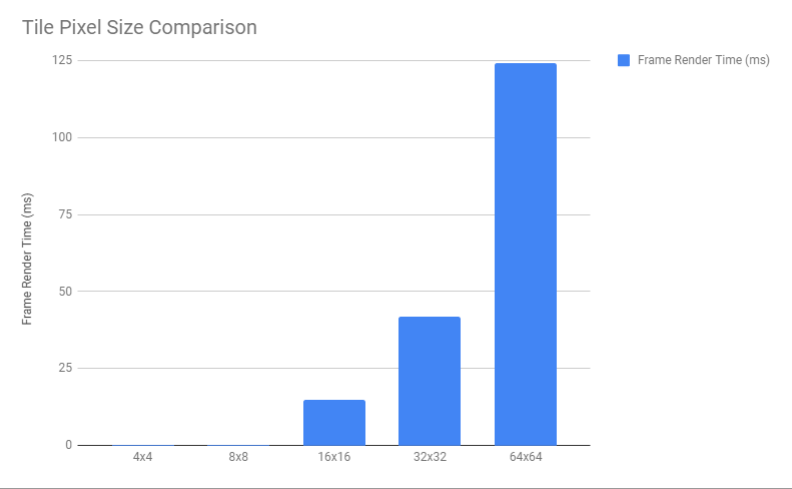 Tile Pixel Size Comparison
Frame Render Time (ms)
125
100
75
50
25
0
Frame Render Time (ms)
4x4 8x8 16x16 32x32 64x64